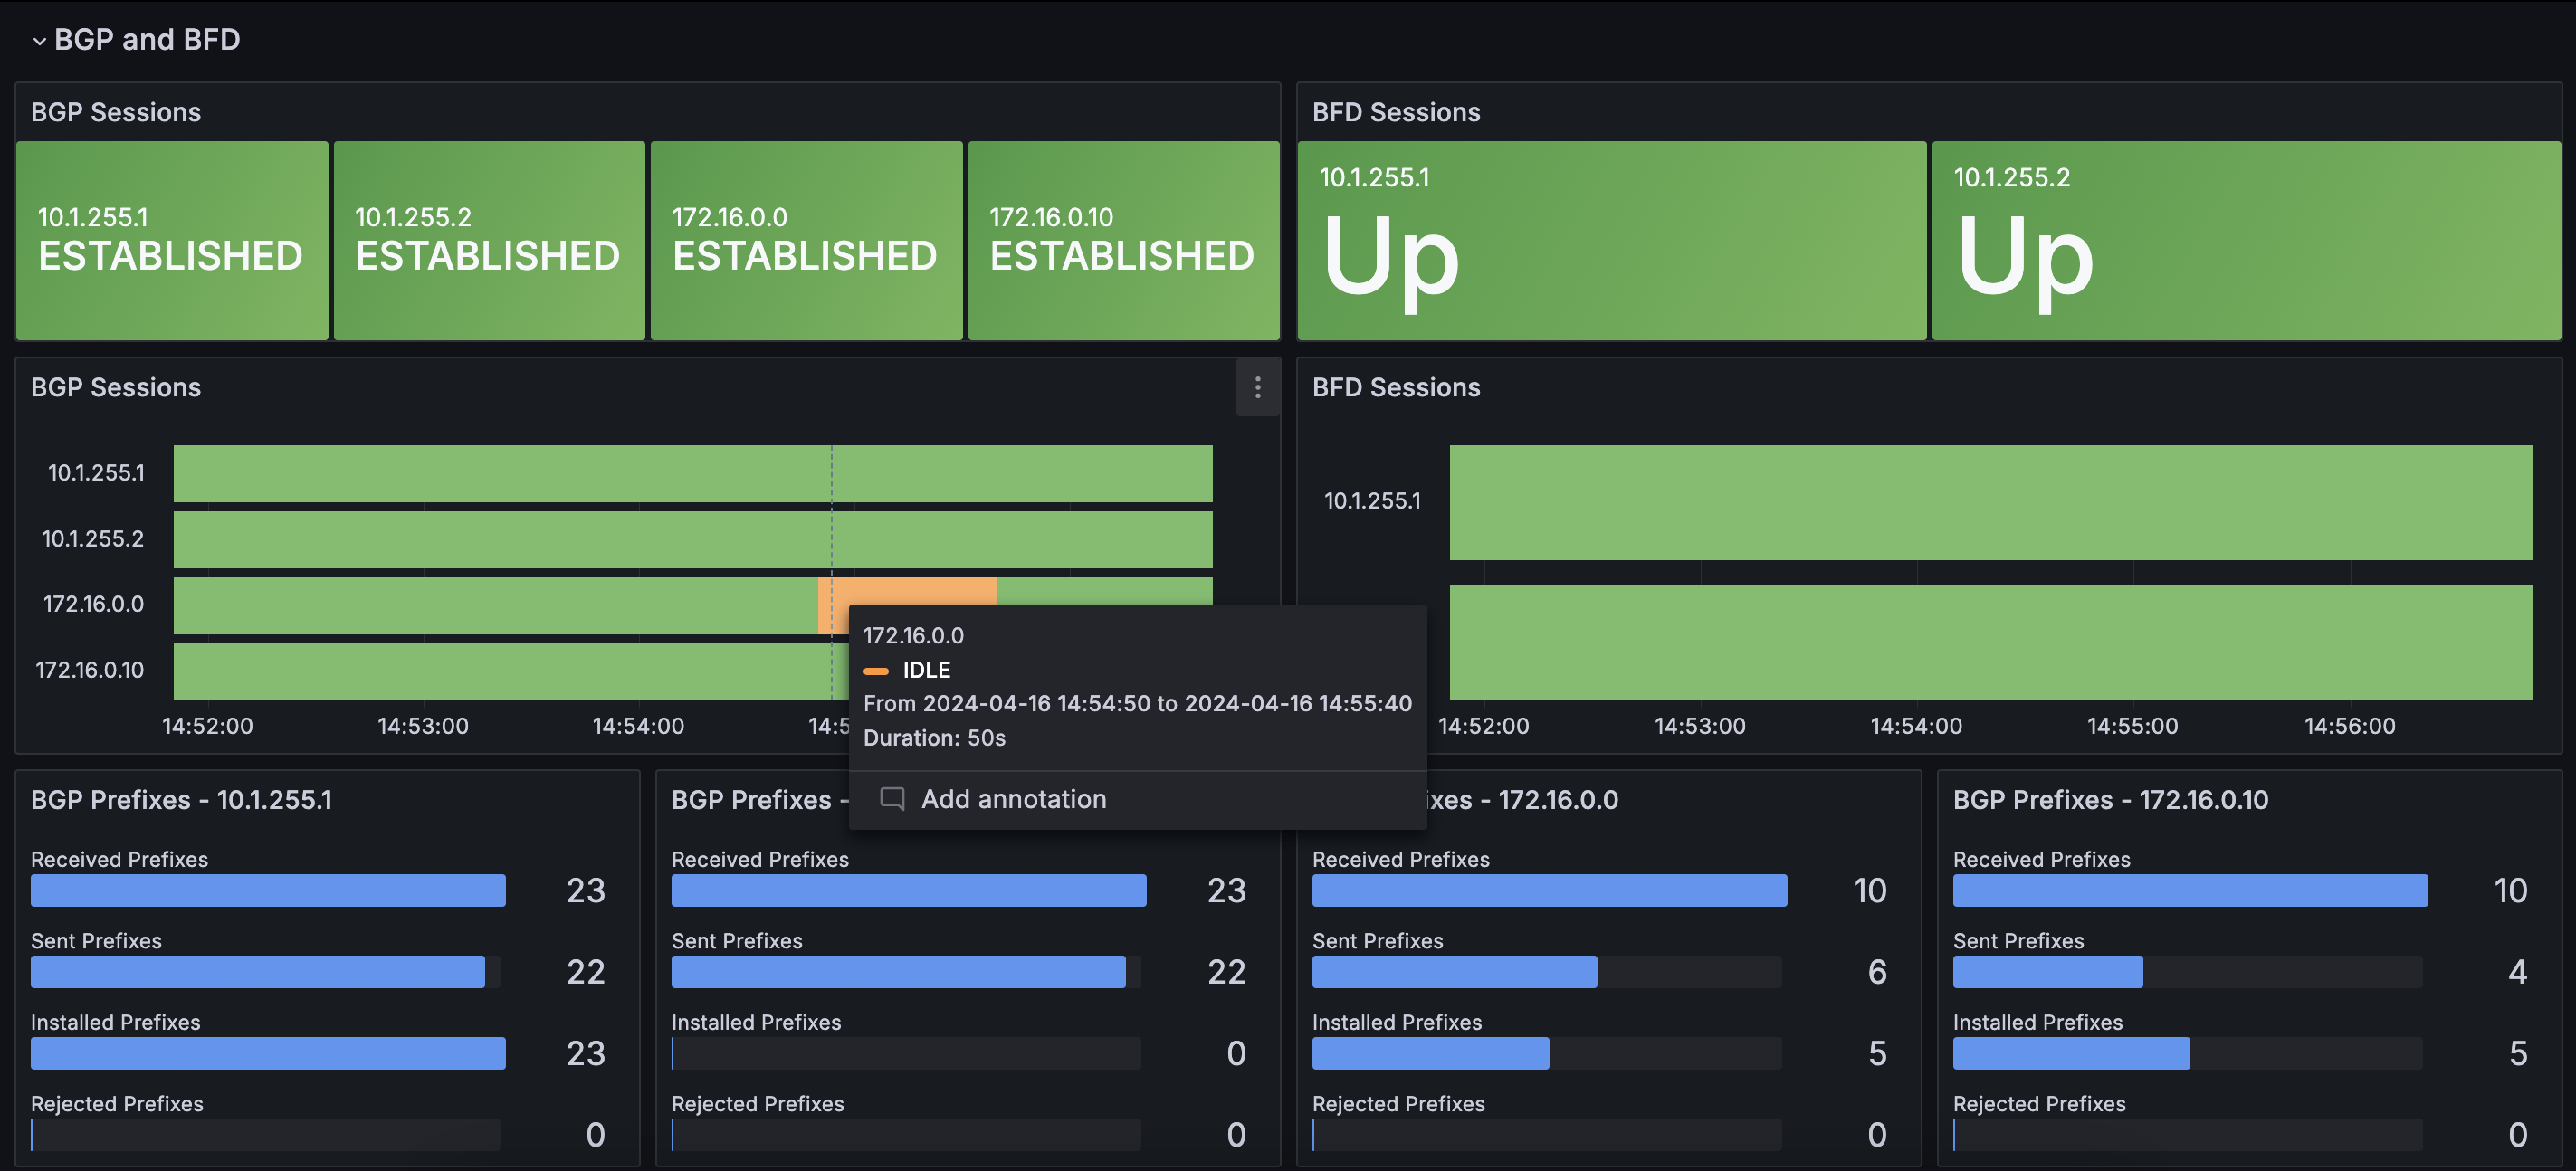 BGP and BFD
BGP Sessions
10.1.255.1
ESTABLISHED
10.1.255.2
ESTABLISHED
172.16.0.0
ESTABLISHED
172.16.0.10
ESTABLISHED
BFD Sessions
10.1.255.1
Up
10.1.255.2
Up
BGP Sessions
10.1.255.1
10.1.255.2
172.16.0.0
172.16.0.10
14:52:00
14:53:00
14:54:00
14:5
172.16.0.0
IDLE
From 2024-04-16 14:54:50 to 2024-04-16 14:55:40
Duration: 50s
Add annotation
BFD Sessions
10.1.255.1
14:52:00
14:53:00
14:54:00
14:55:00
14:56:00
BGP Prefixes - 10.1.255.1
Received Prefixes
23
Sent Prefixes
22
Installed Prefixes
23
Rejected Prefixes
0
BGP Prefixes -
Received Prefixes
23
Sent Prefixes
22
Installed Prefixes
0
Rejected Prefixes
0
ixes - 172.16.0.0
Received Prefixes
10
Sent Prefixes
6
Installed Prefixes
5
Rejected Prefixes
0
BGP Prefixes - 172.16.0.10
Received Prefixes
10
Sent Prefixes
4
Installed Prefixes
5
Rejected Prefixes
0